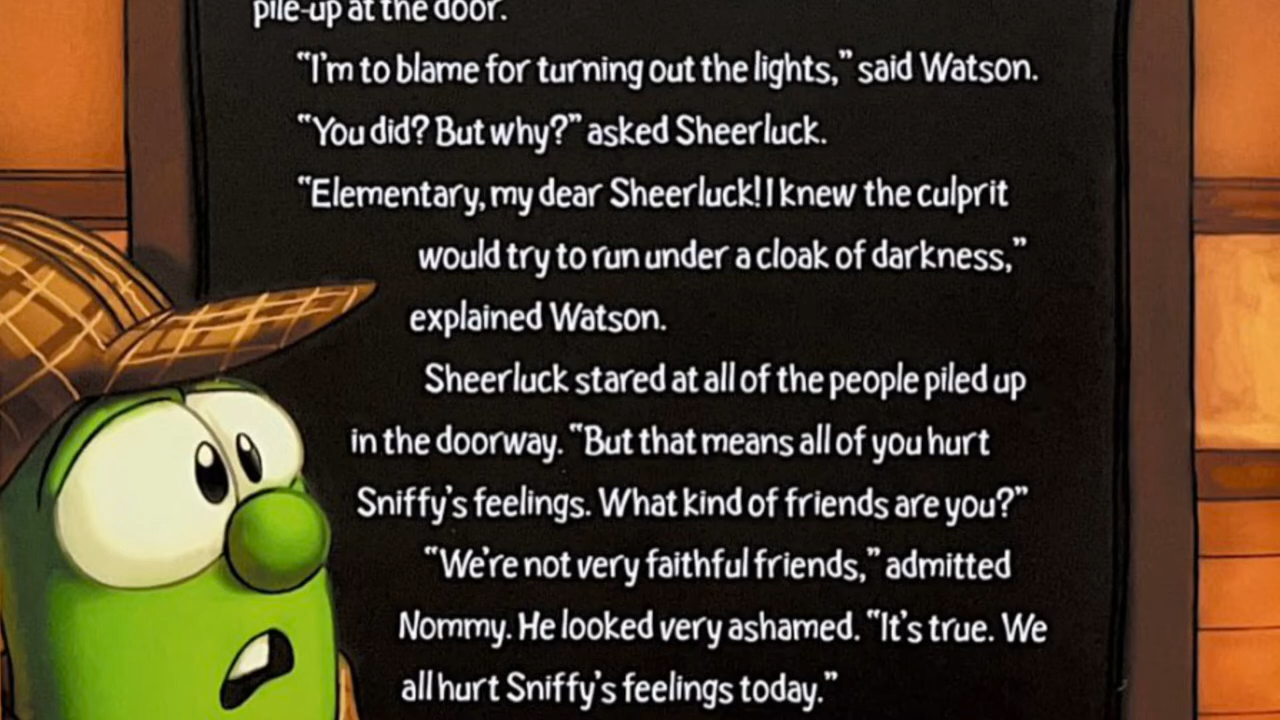 pile-up at the door.
“I’m to blame for turning out the lights,” said Watson.
“You did? But why?” asked Sheerluck.
“Elementary, my dear Sheerluck! I knew the culprit
would try to run under a cloak of darkness,”
explained Watson.
Sheerluck stared at all of the people piled up
in the doorway. “But that means all of you hurt
Sniffy’s feelings. What kind of friends are you?”
“We’re not very faithful friends,” admitted
Nommy. He looked very ashamed. “It’s true. We
all hurt Sniffy’s feelings today.”